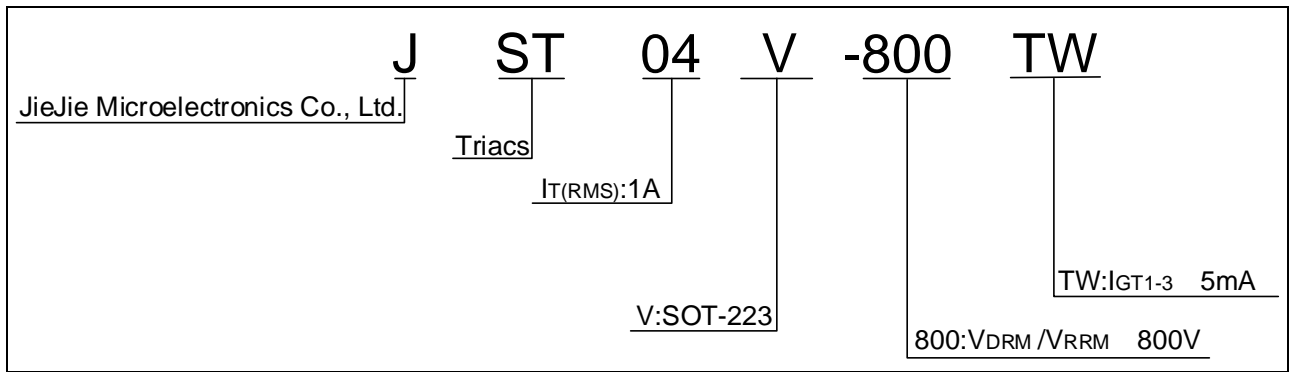 J ST 04 V -800 TW
JieJie Microelectronics Co., Ltd.
Triacs
IT(RMS):1A
TW:IGT1-3 5mA
V:SOT-223
800:VDRM /VRRM 800V